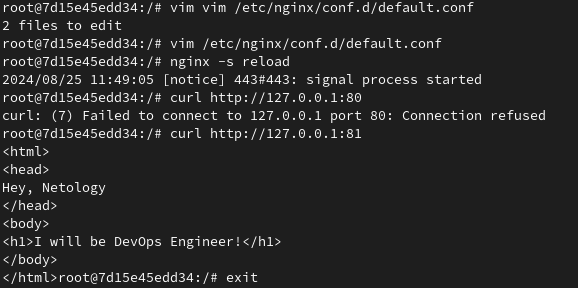 root@7d15e45edd34:/# vim vim /etc/nginx/conf.d/default.conf
2 files to edit
root@7d15e45edd34:/# vim /etc/nginx/conf.d/default.conf
root@7d15e45edd34:/# nginx -s reload
2024/08/25 11:49:05 [notice] 443#443: signal process started
root@7d15e45edd34:/# curl http://127.0.0.1:80
curl: (7) Failed to connect to 127.0.0.1 port 80: Connection refused
root@7d15e45edd34:/# curl http://127.0.0.1:81
<html>
<head>
Hey, Netology
</head>
<body>
<h1>I will be DevOps Engineer!</h1>
</body>
</html>root@7d15e45edd34:/# exit